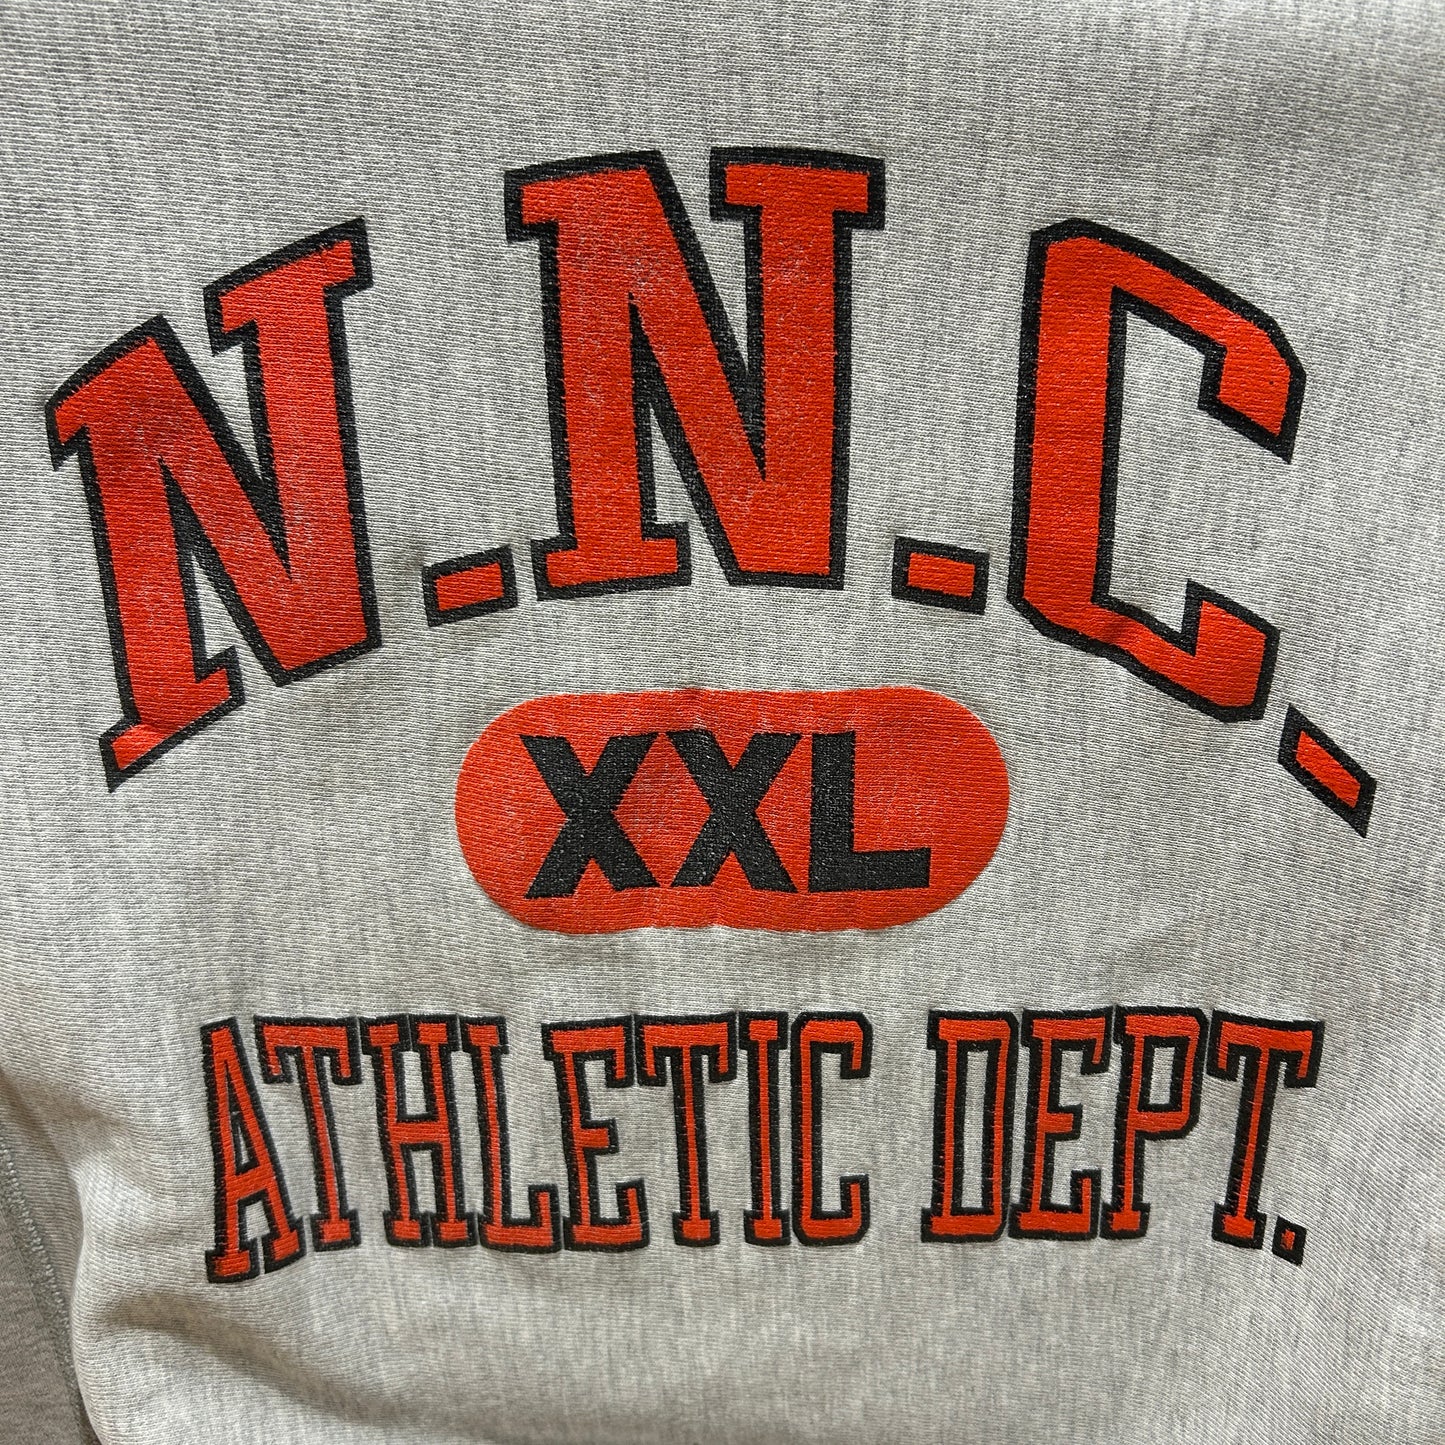 N.N.C.
XXL
ATHLETIC DEPT.